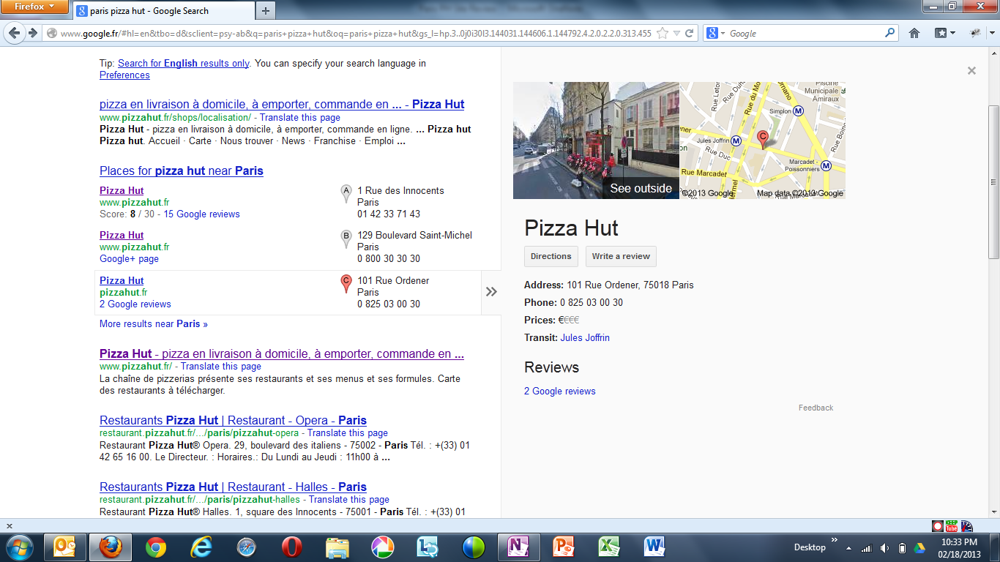 Firefox
paris pizza hut - Google Search
www.google.fr/#hl=en&tbo=d&sclient=psy-ab&q=paris+pizza+hut&oq=paris+pizza+hut&gs_l=hp.3..0j0i30l3.144031.144606.1.144792.4.2.0.2.2.0.313.455
Google
Tip: Search for English results only. You can specify your search language in
Preferences
pizza en livraison à domicile, à emporter, commande en ... - Pizza Hut
www.pizzahut.fr/shops/localisation/ - Translate this page
Pizza Hut - pizza en livraison à domicile, à emporter, commande en ligne. ... Pizza hut
Pizza hut. Accueil · Carte · Nous trouver · News · Franchise · Emploi ...
Places for pizza hut near Paris
Pizza Hut A 1 Rue des Innocents
www.pizzahut.fr Paris
Score: 8 / 30 - 15 Google reviews 01 42 33 71 43
Pizza Hut B 129 Boulevard Saint-Michel
www.pizzahut.fr Paris
Google+ page 0 800 30 30 30
Pizza Hut C 101 Rue Ordener
pizzahut.fr Paris
2 Google reviews 0 825 03 00 30
More results near Paris »
Pizza Hut - pizza en livraison à domicile, à emporter, commande en ...
www.pizzahut.fr/ - Translate this page
La chaîne de pizzerias présente ses restaurants et ses menus et ses formules. Carte
des restaurants à télécharger.
Restaurants Pizza Hut | Restaurant - Opera - Paris
restaurant.pizzahut.fr/.../paris/pizzahut-opera - Translate this page
Restaurant Pizza Hut® Opera. 29, boulevard des italiens - 75002 - Paris Tél. : +(33) 01
42 65 16 00. Le Directeur. : Horaires.: Du Lundi au Jeudi : 11h00 à ...
Restaurants Pizza Hut | Restaurant - Halles - Paris
restaurant.pizzahut.fr/.../paris/pizzahut-halles - Translate this page
Restaurant Pizza Hut® Halles. 1, square des Innocents - 75001 - Paris Tél. : +(33) 01
See outside
Rue Du
Rue du Mo
Ornano
Piscine
Municipale
Amiraux
Simplon M
Jules Joffrin M
C
Rue Duc
Rue Marcadet
Marcadet -
Poissonniers M
©2013 Google Map data ©2013 Google
Pizza Hut
Directions Write a review
Address: 101 Rue Ordener, 75018 Paris
Phone: 0 825 03 00 30
Prices: €€€€
Transit: Jules Joffrin
Reviews
2 Google reviews
Feedback
KEEP
Tube
Desktop
10:33 PM
02/18/2013